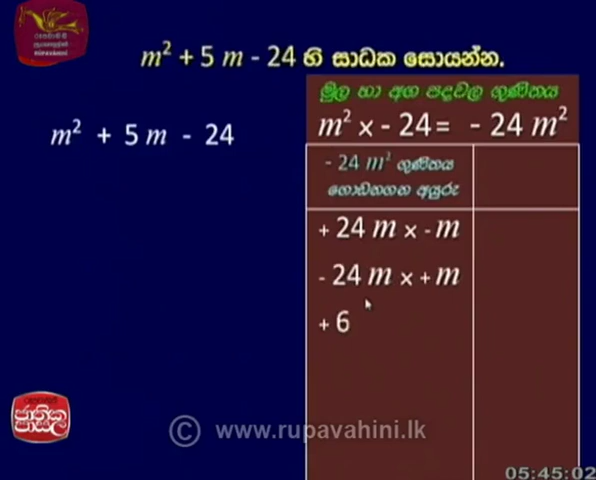 m² + 5 m - 24 හි සාධක සොයන්න.
මුල හා අග පදවල ගුණිතය
m² x - 24 = - 24 m²
m² + 5 m - 24
- 24 m² ගුණිතය
ගොඩනගන අයුරු
+ 24 m x - m
- 24 m x + m
+ 6
ජාතික
පාසල
© www.rupavahini.lk
05:45:02